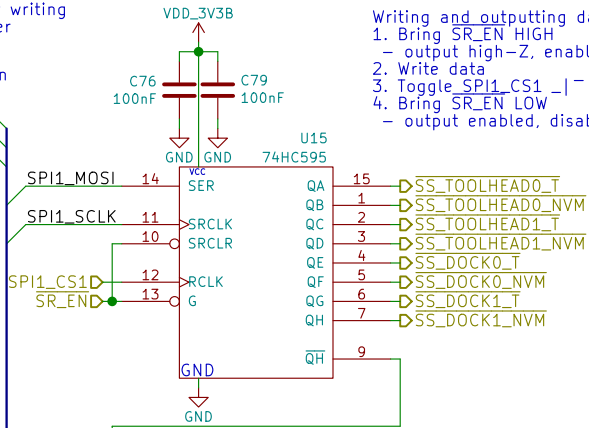 writing
er
n
VDD_3V3B
C76
100nF
C79
100nF
GND
GND
Writing and outputting da
1. Bring SR_EN HIGH
– output high-Z, enabl
2. Write data
3. Toggle SPI1_CS1 _|‾
4. Bring SR_EN LOW
– output enabled, disab
U15
74HC595
VCC
SPI1_MOSI 14 SER QA 15 SS_TOOLHEAD0_T
QB 1 SS_TOOLHEAD0_NVM
SPI1_SCLK 11 SRCLK QC 2 SS_TOOLHEAD1_T
10 SRCLR QD 3 SS_TOOLHEAD1_NVM
QE 4 SS_DOCK0_T
SPI1_CS1 12 RCLK QF 5 SS_DOCK0_NVM
SR_EN 13 G QG 6 SS_DOCK1_T
QH 7 SS_DOCK1_NVM
QH 9
GND
GND